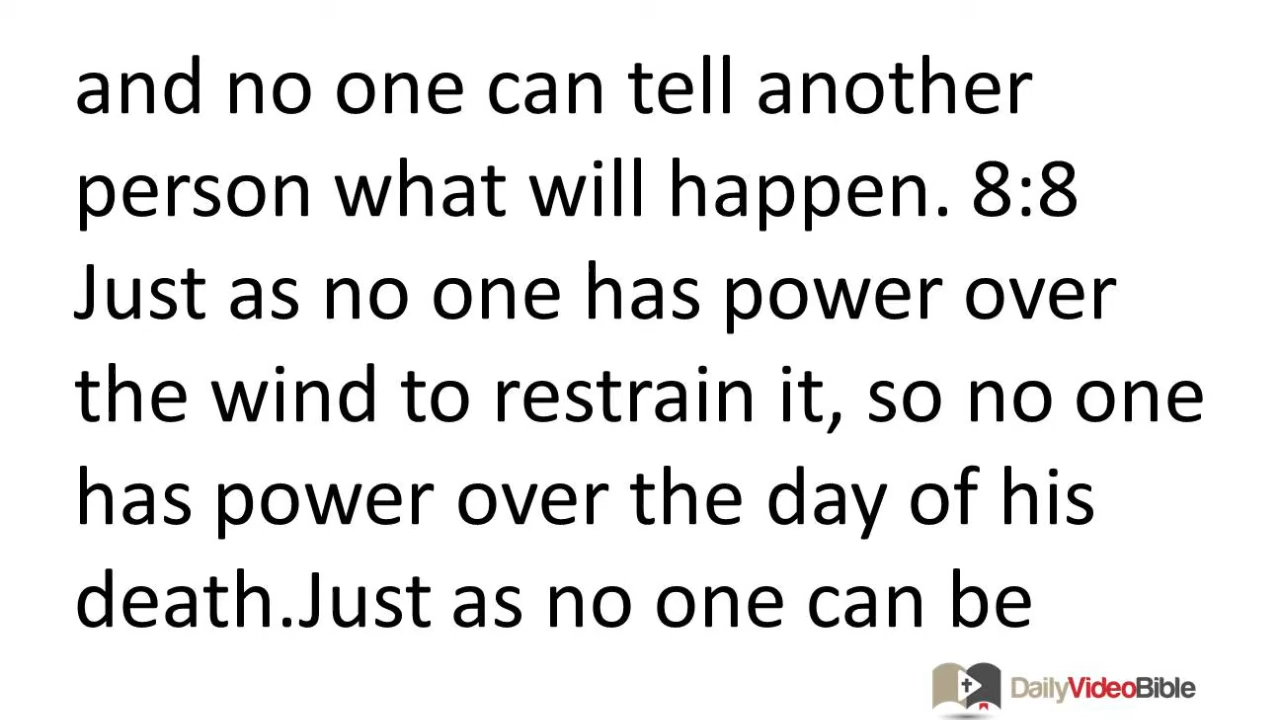 and no one can tell another
person what will happen. 8:8
Just as no one has power over
the wind to restrain it, so no one
has power over the day of his
death.Just as no one can be
DailyVideoBible